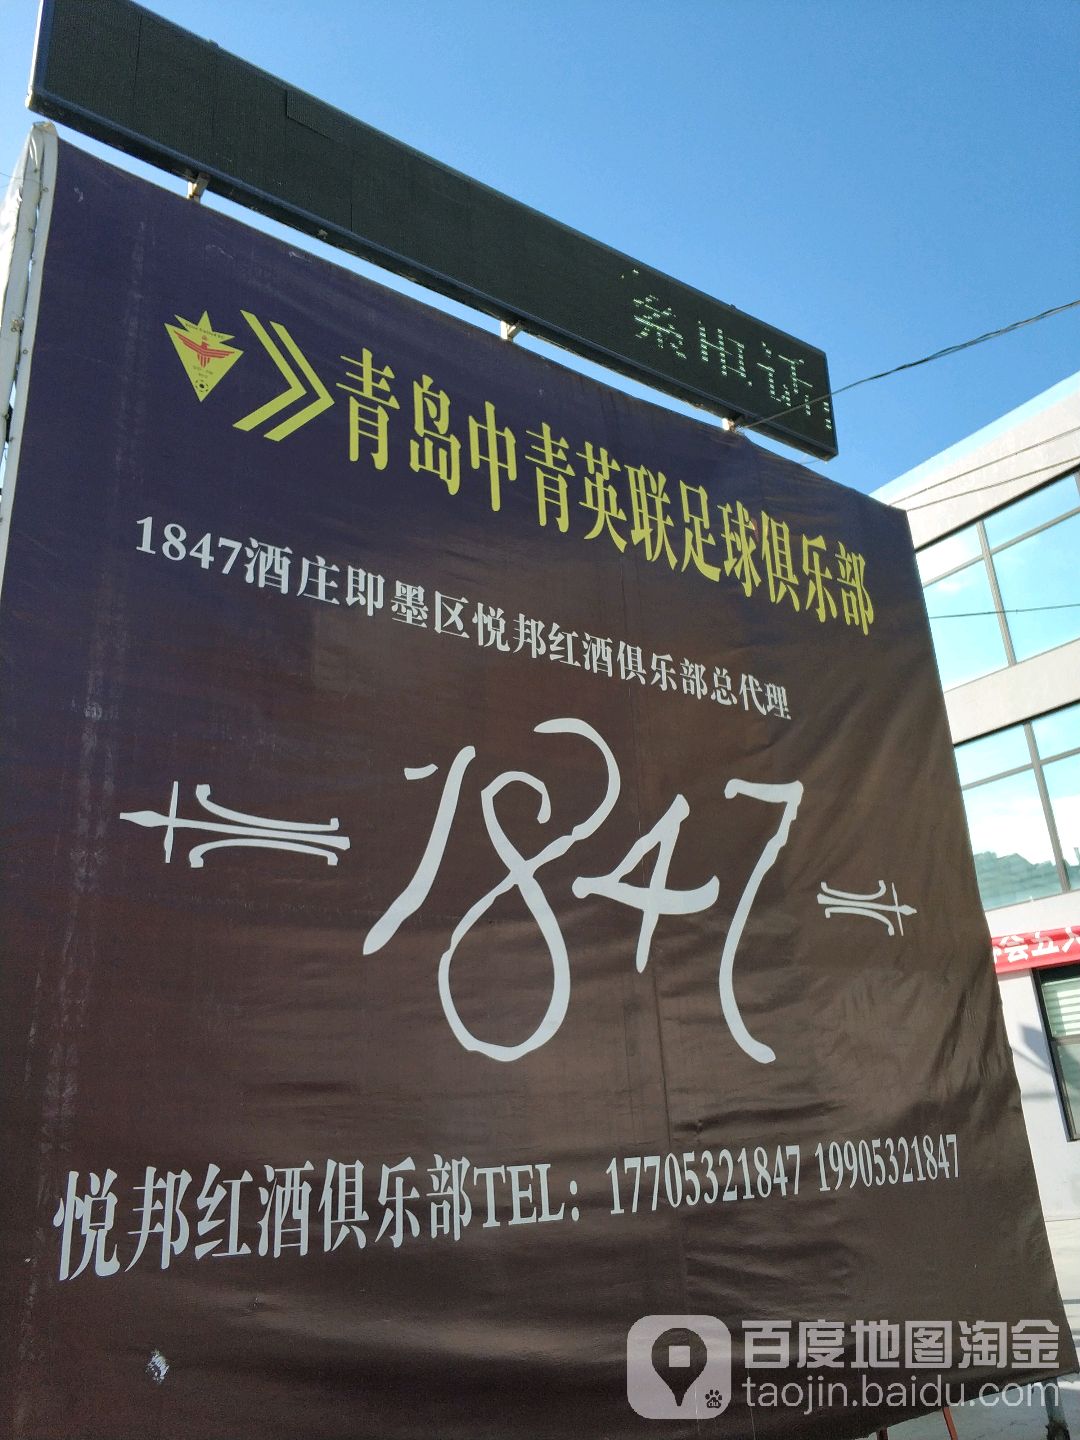 青岛中青英联足球俱乐部
1847酒庄即墨区悦邦红酒俱乐部总代理
1847
悦邦红酒俱乐部TEL：17705321847 19905321847
百度地图淘金
taojin.baidu.com